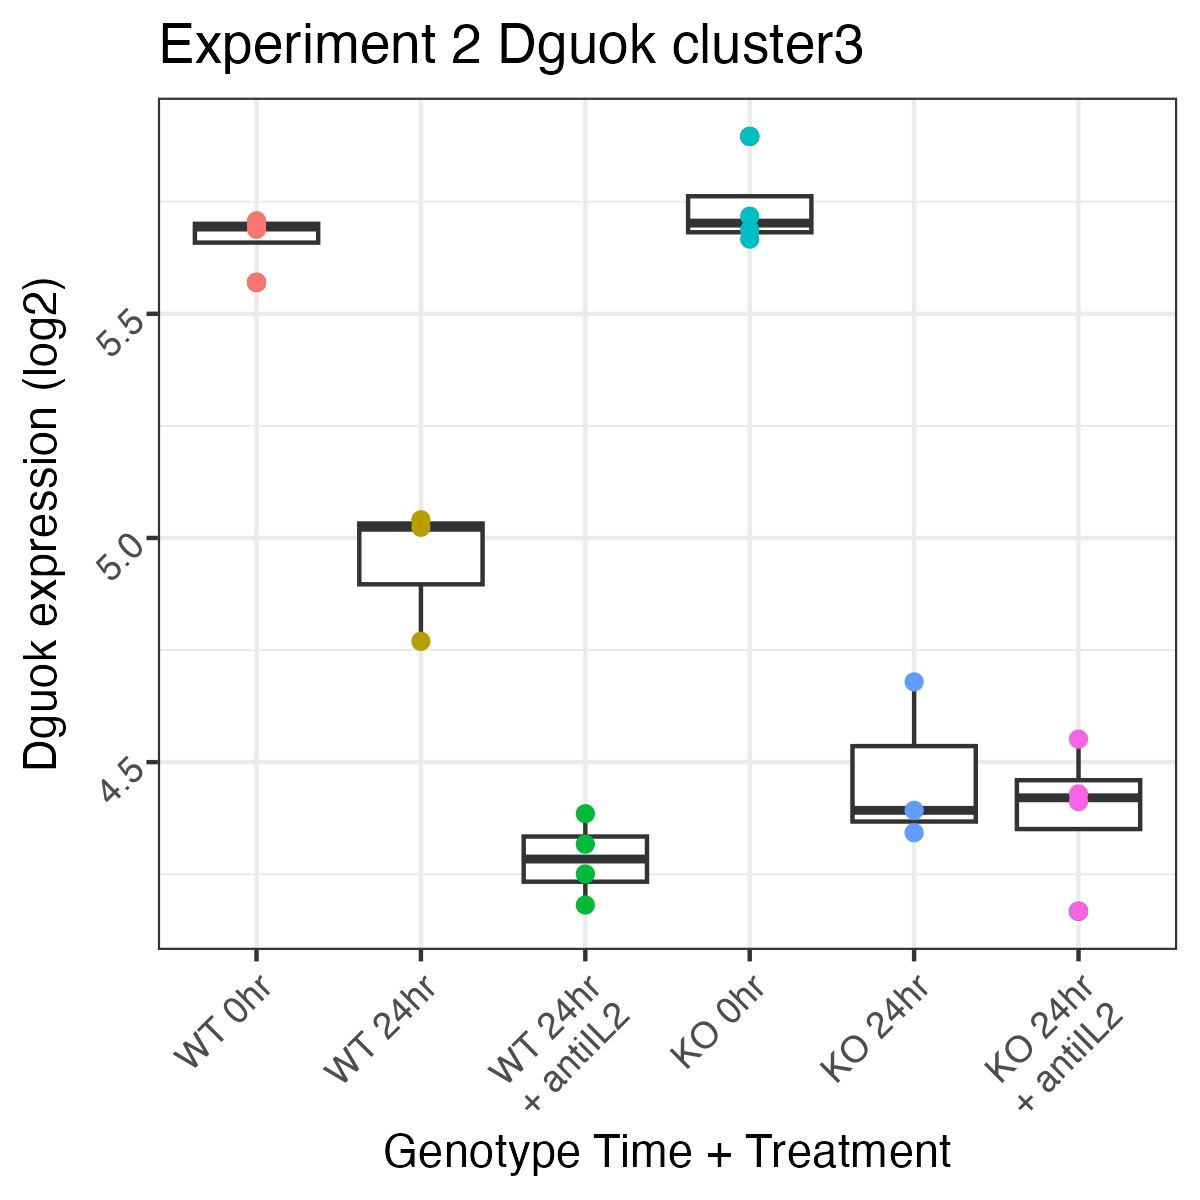 Experiment 2 Dguok cluster3
Dguok expression (log2)
5.5
5.0
4.5
WT 0hr
WT 24hr
WT 24hr
+ antiIL2
KO 0hr
KO 24hr
KO 24hr
+ antiIL2
Genotype Time + Treatment